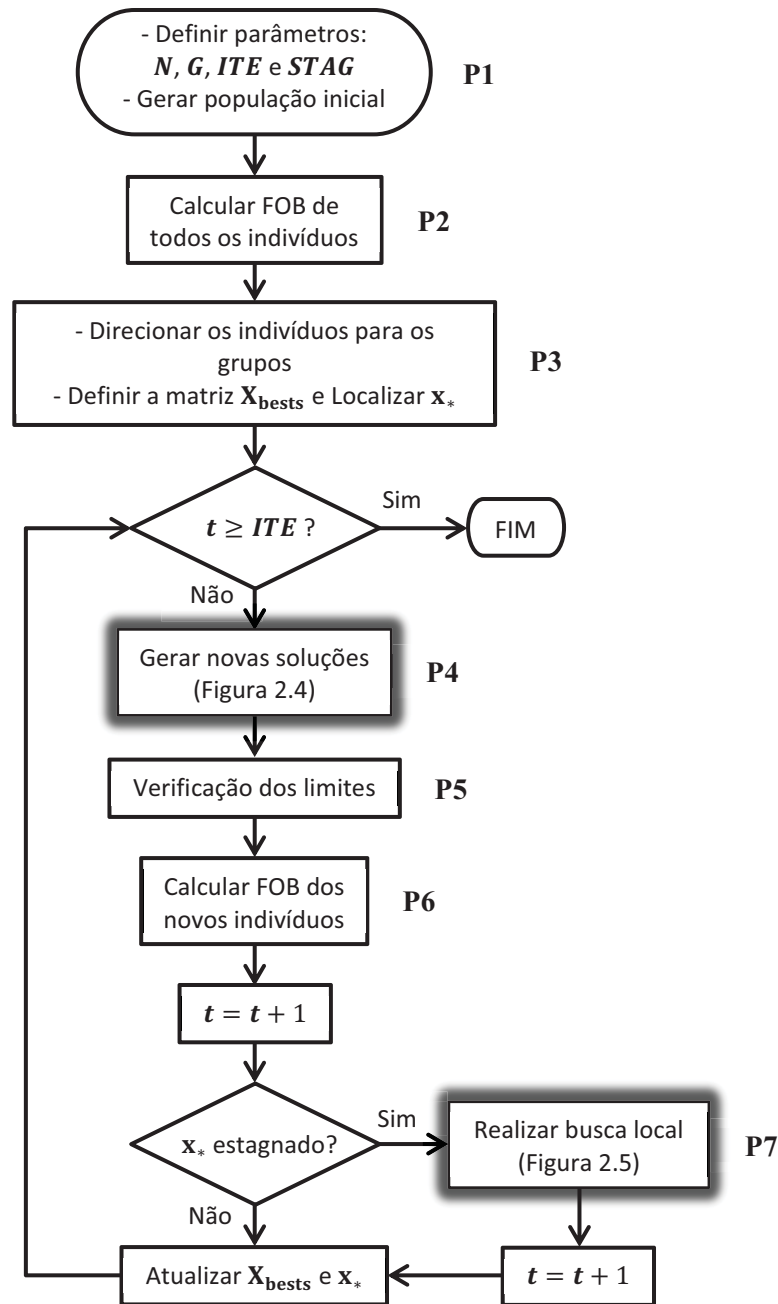 - Definir parâmetros:
N, G, ITE e STAG
- Gerar população inicial
P1
Calcular FOB de
todos os indivíduos
P2
- Direcionar os indivíduos para os
grupos
- Definir a matriz X_bests e Localizar x_*
P3
t ≥ ITE ?
Sim
FIM
Não
Gerar novas soluções
(Figura 2.4)
P4
Verificação dos limites
P5
Calcular FOB dos
novos indivíduos
P6
t = t + 1
x_* estagnado?
Sim
Realizar busca local
(Figura 2.5)
P7
Não
Atualizar X_bests e x_*
t = t + 1